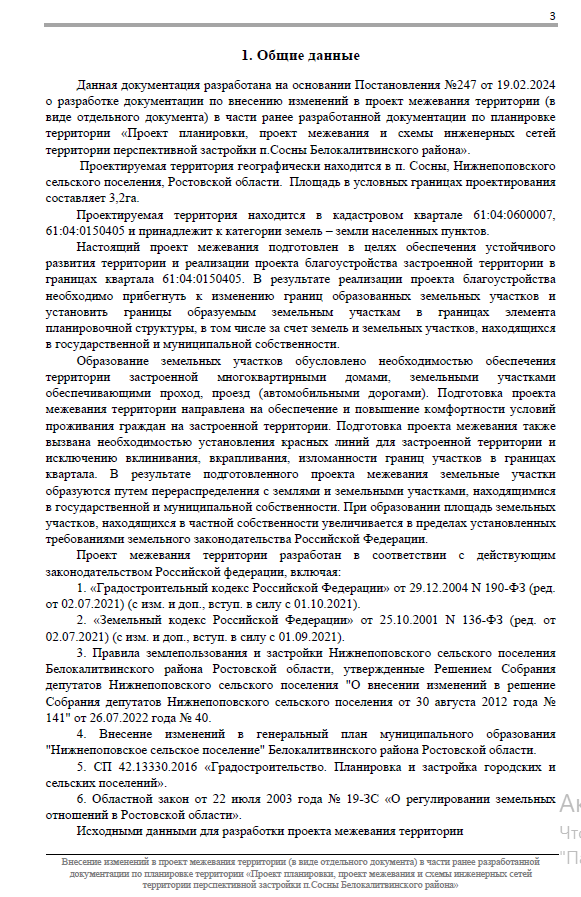 3
1. Общие данные
Данная документация разработана на основании Постановления №247 от 19.02.2024
о разработке документации по внесению изменений в проект межевания территории (в
виде отдельного документа) в части ранее разработанной документации по планировке
территории «Проект планировки, проект межевания и схемы инженерных сетей
территории перспективной застройки п.Сосны Белокалитвинского района».
Проектируемая территория географически находится в п. Сосны, Нижнепоповского
сельского поселения, Ростовской области. Площадь в условных границах проектирования
составляет 3,2га.
Проектируемая территория находится в кадастровом квартале 61:04:0600007,
61:04:0150405 и принадлежит к категории земель – земли населенных пунктов.
Настоящий проект межевания подготовлен в целях обеспечения устойчивого
развития территории и реализации проекта благоустройства застроенной территории в
границах квартала 61:04:0150405. В результате реализации проекта благоустройства
необходимо прибегнуть к изменению границ образованных земельных участков и
установить границы образуемым земельным участкам в границах элемента
планировочной структуры, в том числе за счет земель и земельных участков, находящихся
в государственной и муниципальной собственности.
Образование земельных участков обусловлено необходимостью обеспечения
территории застроенной многоквартирными домами, земельными участками
обеспечивающими проход, проезд (автомобильными дорогами). Подготовка проекта
межевания территории направлена на обеспечение и повышение комфортности условий
проживания граждан на застроенной территории. Подготовка проекта межевания также
вызвана необходимостью установления красных линий для застроенной территории и
исключению вклинивания, вкрапливания, изломанности границ участков в границах
квартала. В результате подготовленного проекта межевания земельные участки
образуются путем перераспределения с землями и земельными участками, находящимися
в государственной и муниципальной собственности. При образовании площадь земельных
участков, находящихся в частной собственности увеличивается в пределах установленных
требованиями земельного законодательства Российской Федерации.
Проект межевания территории разработан в соответствии с действующим
законодательством Российской федерации, включая:
1. «Градостроительный кодекс Российской Федерации» от 29.12.2004 N 190-ФЗ (ред.
от 02.07.2021) (с изм. и доп., вступ. в силу с 01.10.2021).
2. «Земельный кодекс Российской Федерации» от 25.10.2001 N 136-ФЗ (ред. от
02.07.2021) (с изм. и доп., вступ. в силу с 01.09.2021).
3. Правила землепользования и застройки Нижнепоповского сельского поселения
Белокалитвинского района Ростовской области, утвержденные Решением Собрания
депутатов Нижнепоповского сельского поселения "О внесении изменений в решение
Собрания депутатов Нижнепоповского сельского поселения от 30 августа 2012 года №
141" от 26.07.2022 года № 40.
4. Внесение изменений в генеральный план муниципального образования
"Нижнепоповское сельское поселение" Белокалитвинского района Ростовской области.
5. СП 42.13330.2016 «Градостроительство. Планировка и застройка городских и
сельских поселений».
6. Областной закон от 22 июля 2003 года № 19-ЗС «О регулировании земельных
отношений в Ростовской области».
Исходными данными для разработки проекта межевания территории
Внесение изменений в проект межевания территории (в виде отдельного документа) в части ранее разработанной
документации по планировке территории «Проект планировки, проект межевания и схемы инженерных сетей
территории перспективной застройки п.Сосны Белокалитвинского района»